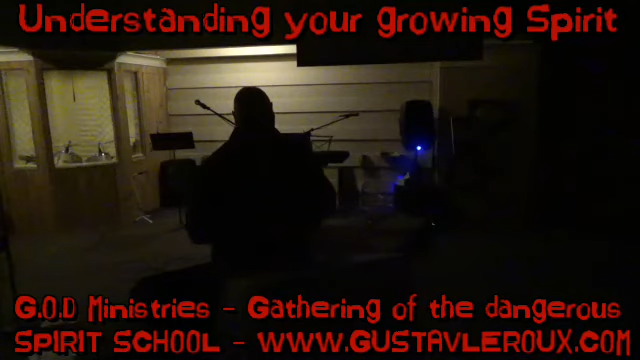 Understanding your growing Spirit
G.O.D Ministries - Gathering of the dangerous
SPIRIT SCHOOL - WWW.GUSTAVLEROUX.COM